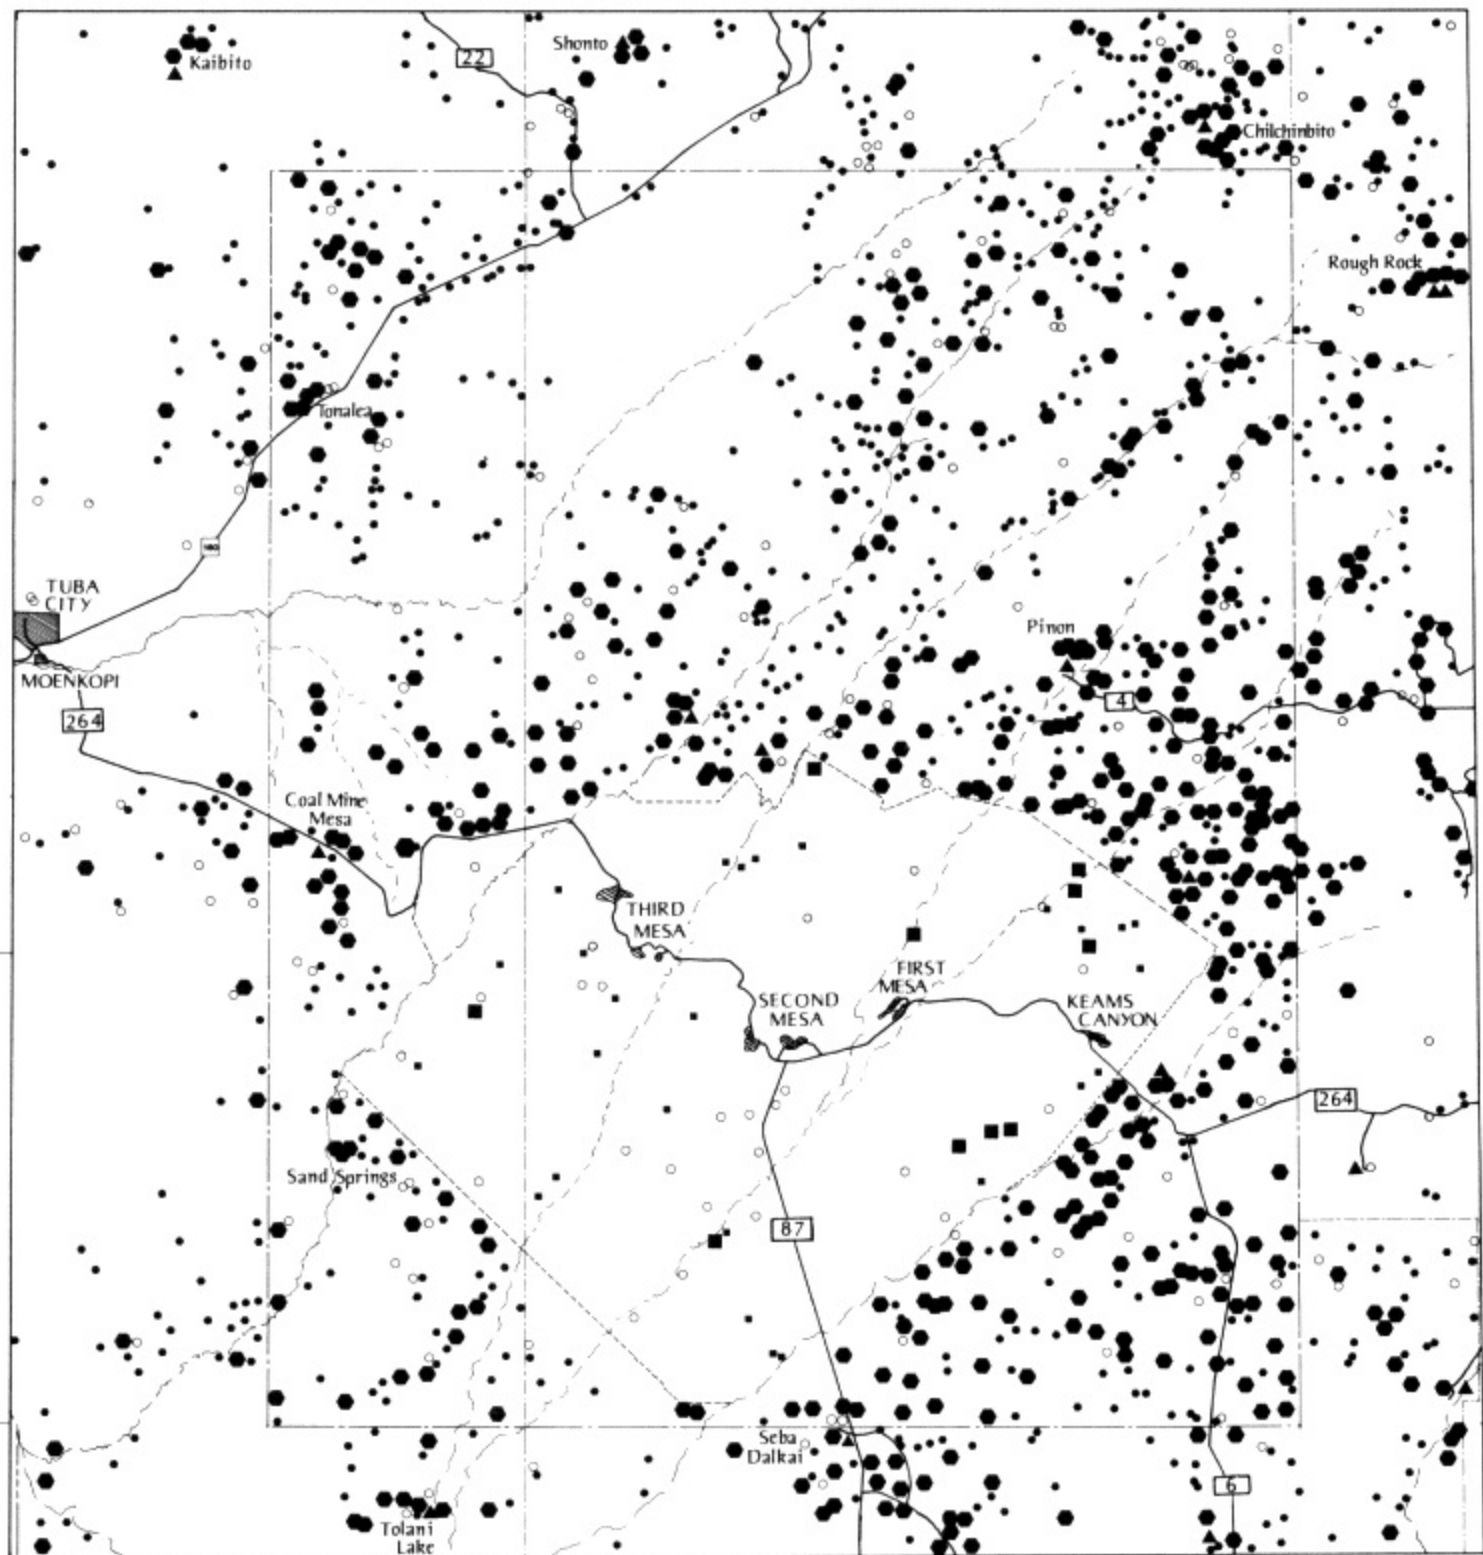 Kaibito
22
Shonto
Chilchinbito
Rough Rock
Tonalea
TUBA
CITY
MOENKOPI
264
Pinon
4
Coal Mine
Mesa
THIRD
MESA
FIRST
MESA
SECOND
MESA
KEAMS
CANYON
264
Sand Springs
87
Seba
Dalkai
6
Tolani
Lake